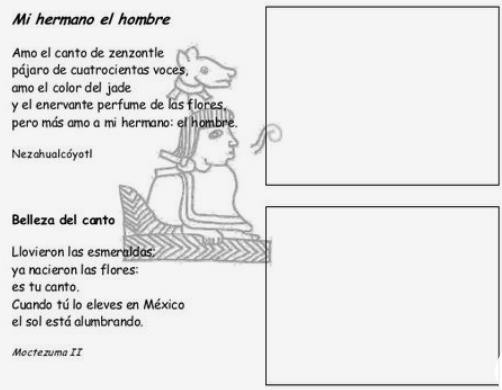 Mi hermano el hombre
Amo el canto de zenzontle
pájaro de cuatrocientas voces,
amo el color del jade
y el enervante perfume de las flores,
pero más amo a mi hermano: el hombre.
Nezahualcóyotl
Belleza del canto
Llovieron las esmeraldas;
ya nacieron las flores:
es tu canto.
Cuando tú lo eleves en México
el sol está alumbrando.
Moctezuma II